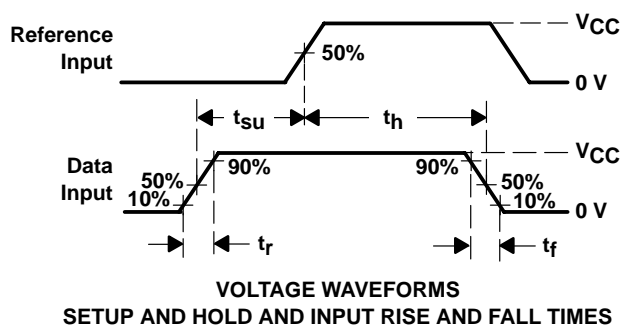 Reference
Input
50%
VCC
0 V
tsu
th
Data
Input
50%
10%
90%
90%
50%
10%
VCC
0 V
tr
tf
VOLTAGE WAVEFORMS
SETUP AND HOLD AND INPUT RISE AND FALL TIMES